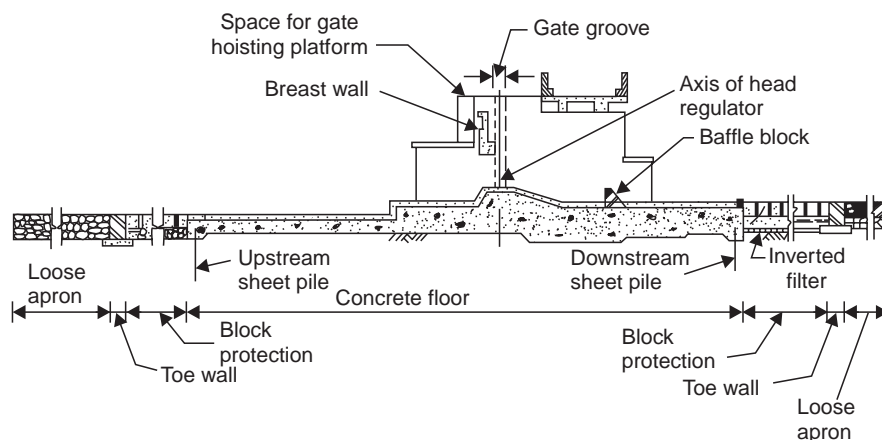 Space for gate
hoisting platform
Gate groove
Breast wall
Axis of head
regulator
Baffle block
Upstream
sheet pile
Downstream
sheet pile
Inverted
filter
Loose
apron
Concrete floor
Block
protection
Toe wall
Block
protection
Toe wall
Loose
apron